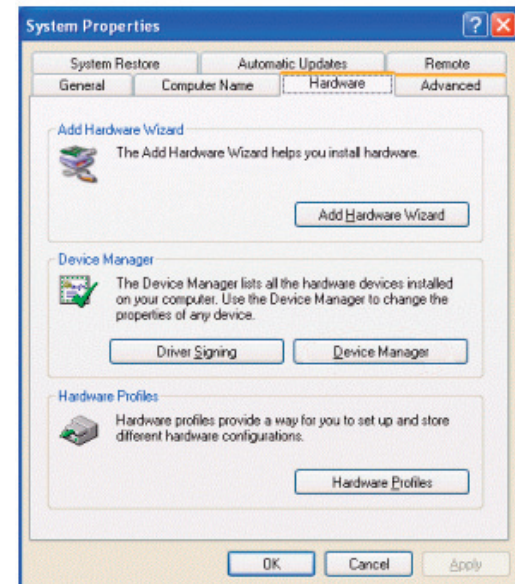 System Properties
System Restore Automatic Updates Remote
General Computer Name Hardware Advanced
Add Hardware Wizard
The Add Hardware Wizard helps you install hardware.
Add Hardware Wizard
Device Manager
The Device Manager lists all the hardware devices installed
on your computer. Use the Device Manager to change the
properties of any device.
Driver Signing Device Manager
Hardware Profiles
Hardware profiles provide a way for you to set up and store
different hardware configurations.
Hardware Profiles
OK Cancel Apply